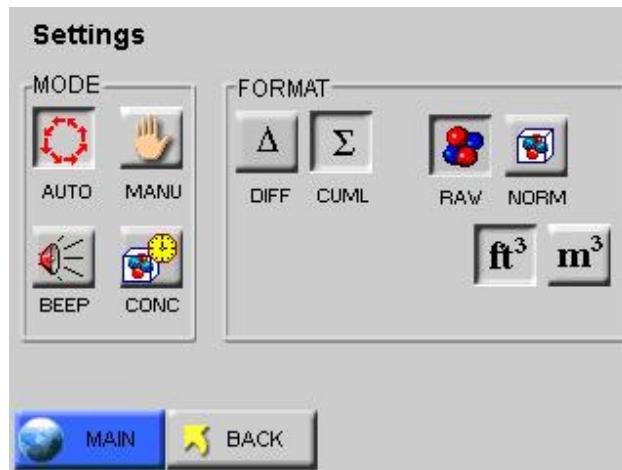 Settings
MODE
AUTO MANU
BEEP CONC
FORMAT
Δ Σ
DIFF CUML RAW NORM
ft³ m³
MAIN BACK